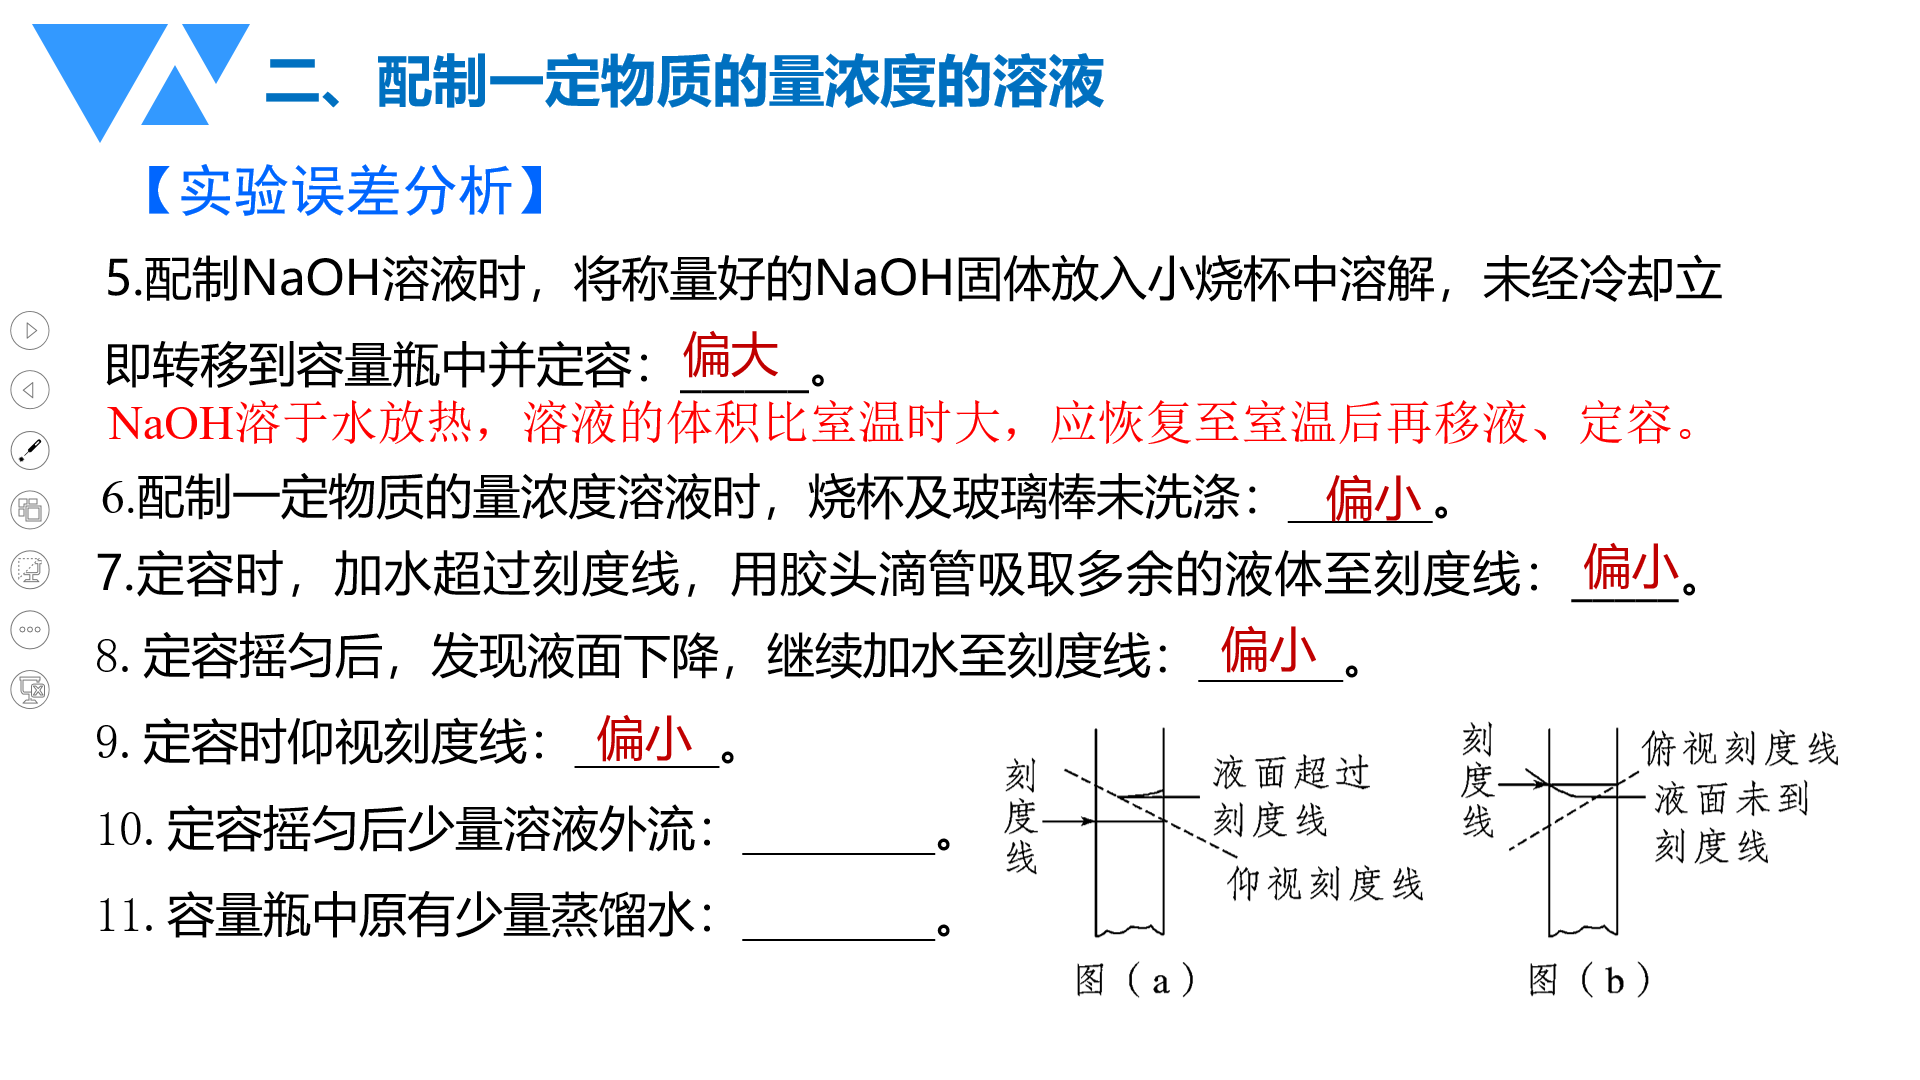 二、配制一定物质的量浓度的溶液
【实验误差分析】
5.配制NaOH溶液时，将称量好的NaOH固体放入小烧杯中溶解，未经冷却立
即转移到容量瓶中并定容：偏大。
NaOH溶于水放热，溶液的体积比室温时大，应恢复至室温后再移液、定容。
6.配制一定物质的量浓度溶液时，烧杯及玻璃棒未洗涤：偏小。
7.定容时，加水超过刻度线，用胶头滴管吸取多余的液体至刻度线：偏小。
8. 定容摇匀后，发现液面下降，继续加水至刻度线：偏小。
9. 定容时仰视刻度线：偏小。
10. 定容摇匀后少量溶液外流：________。
11. 容量瓶中原有少量蒸馏水：________。
刻度线
液面超过
刻度线
仰视刻度线
图（a）
刻度线
俯视刻度线
液面未到
刻度线
图（b）